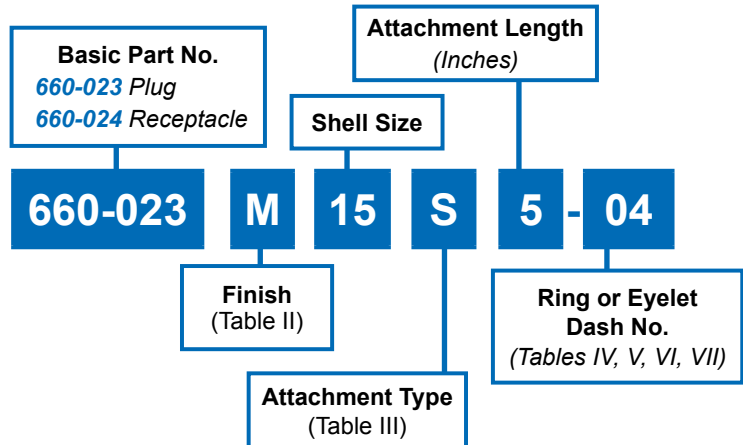 Basic Part No.
660-023 Plug
660-024 Receptacle
Attachment Length
(Inches)
Shell Size
660-023 M 15 S 5 - 04
Finish
(Table II)
Attachment Type
(Table III)
Ring or Eyelet
Dash No.
(Tables IV, V, VI, VII)